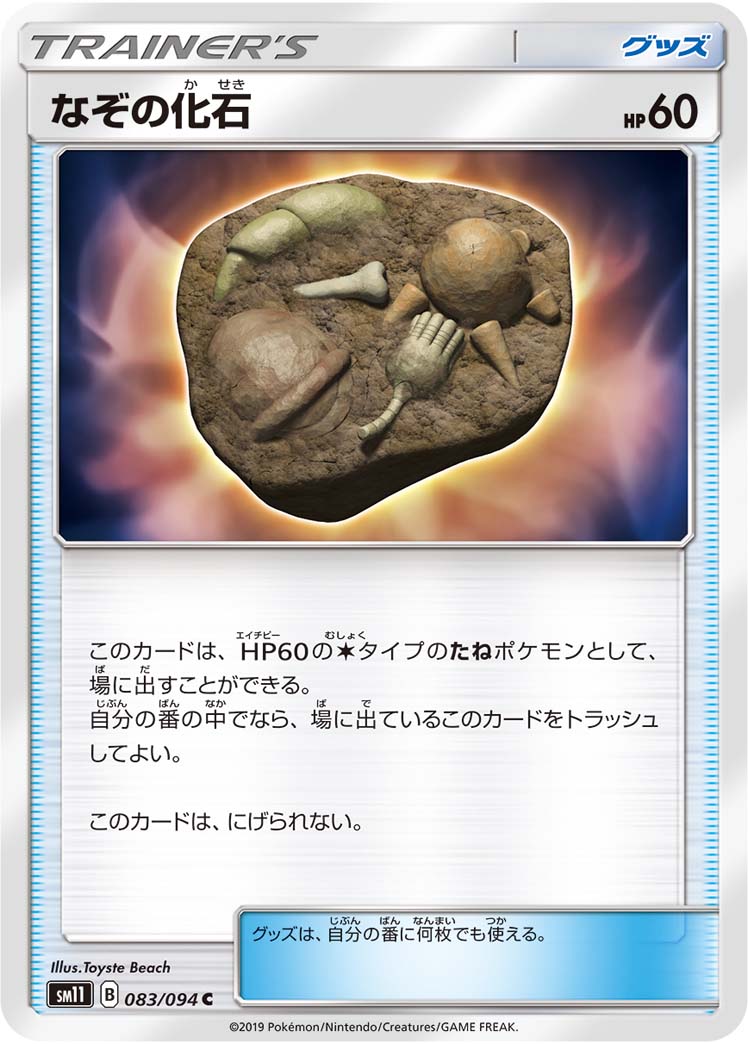 TRAINER'S
グッズ
かせき
なぞの化石
HP60
エイチピー むしょく
このカードは、HP60の✶タイプのたねポケモンとして、
ば だ
場に出すことができる。
じぶん ばん なか ば で
自分の番の中でなら、場に出ているこのカードをトラッシュ
してよい。
このカードは、にげられない。
じぶん ばん なんまい つか
グッズは、自分の番に何枚でも使える。
Illus.Toyste Beach
sm11 B 083/094 C
©2019 Pokémon/Nintendo/Creatures/GAME FREAK.